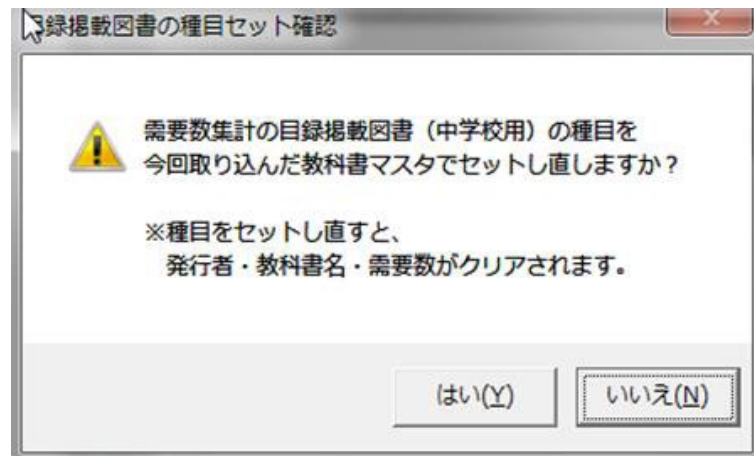 録掲載図書の種目セット確認
需要数集計の目録掲載図書（中学校用）の種目を
今回取り込んだ教科書マスタでセットし直しますか？
※種目をセットし直すと、
発行者・教科書名・需要数がクリアされます。
はい(Y)
いいえ(N)